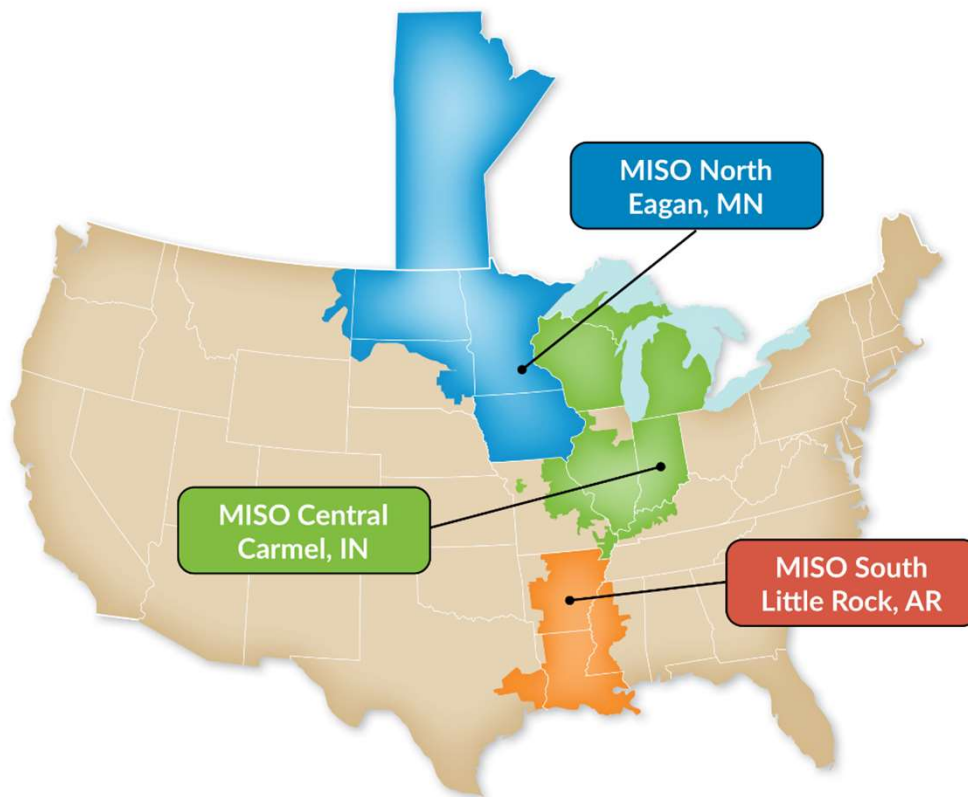 MISO North
Eagan, MN
MISO Central
Carmel, IN
MISO South
Little Rock, AR